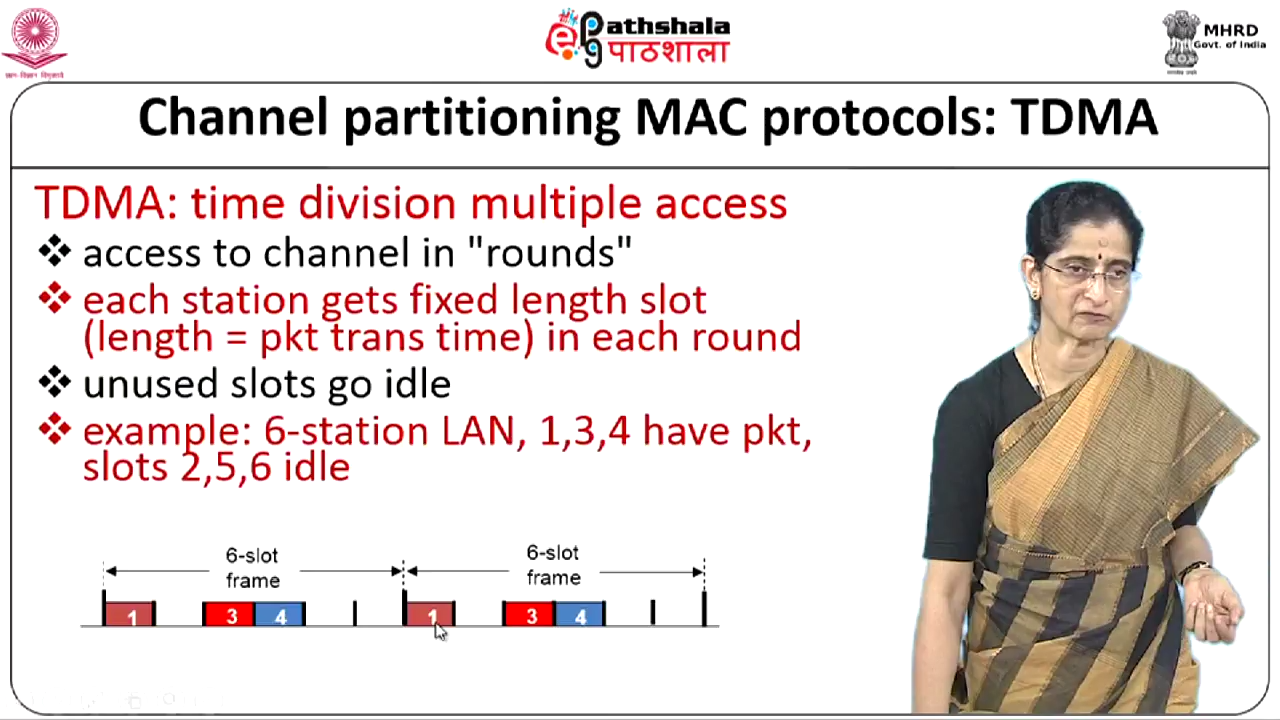 ePG Pathshala
पाठशाला
MHRD
Govt. of India
Channel partitioning MAC protocols: TDMA
TDMA: time division multiple access
❖ access to channel in "rounds"
❖ each station gets fixed length slot
(length = pkt trans time) in each round
❖ unused slots go idle
❖ example: 6-station LAN, 1,3,4 have pkt,
slots 2,5,6 idle
6-slot
frame
6-slot
frame
1 3 4 1 3 4